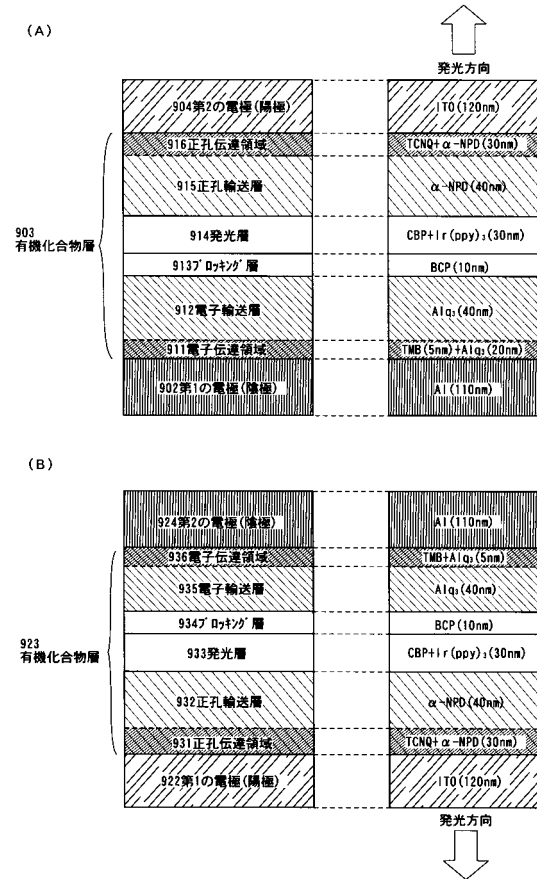 (A)
発光方向
904第2の電極(陽極)
ITO(120nm)
916正孔伝達領域
TCNQ+α-NPD(30nm)
915正孔輸送層
α-NPD(40nm)
903
有機化合物層
914発光層
CBP+Ir(ppy)₃(30nm)
913ブロッキング層
BCP(10nm)
912電子輸送層
Alq₃(40nm)
911電子伝達領域
TMB(5nm)+Alq₃(20nm)
902第1の電極(陰極)
Al(110nm)
(B)
924第2の電極(陰極)
Al(110nm)
936電子伝達領域
TMB+Alq₃(5nm)
935電子輸送層
Alq₃(40nm)
934ブロッキング層
BCP(10nm)
923
有機化合物層
933発光層
CBP+Ir(ppy)₃(30nm)
932正孔輸送層
α-NPD(40nm)
931正孔伝達領域
TCNQ+α-NPD(30nm)
922第1の電極(陽極)
ITO(120nm)
発光方向